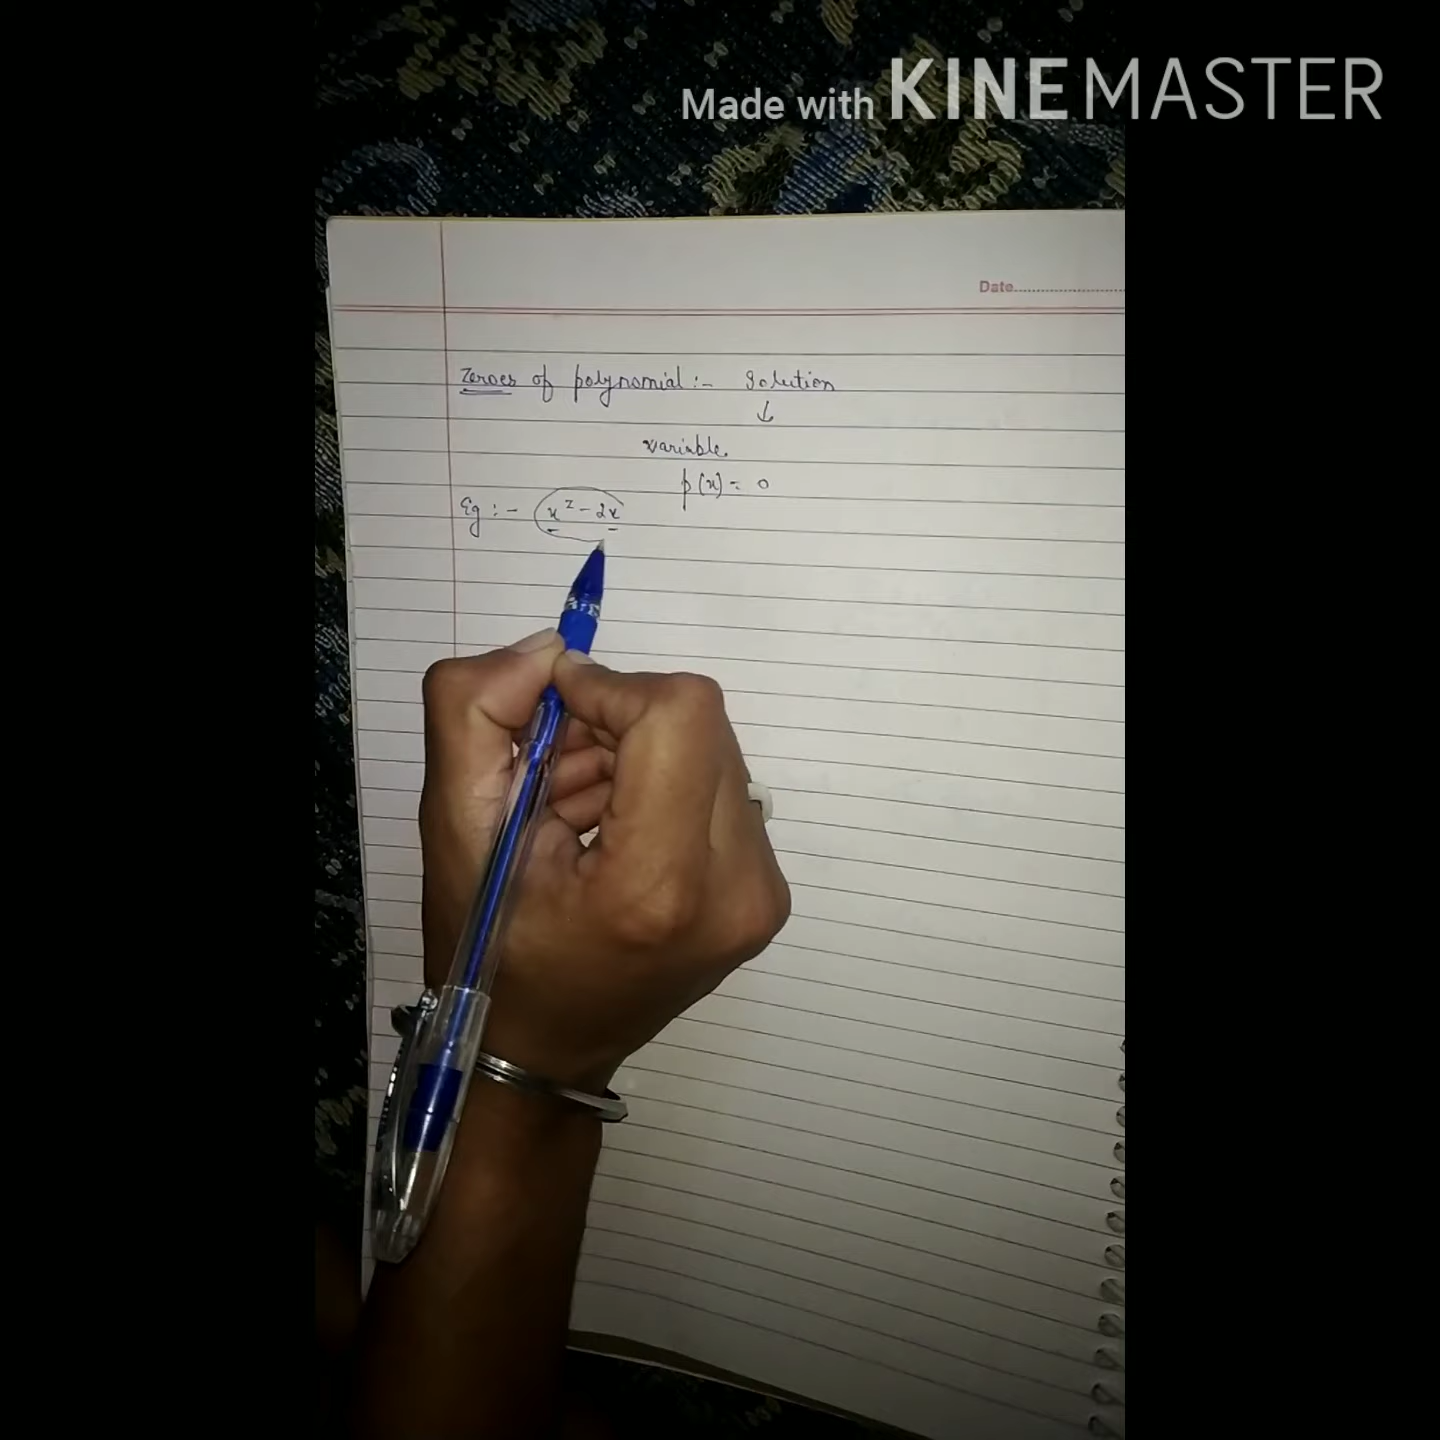 Made with KINEMASTER
Date
Zeroes of polynomial :- Solution
↓
variable
p(x) = 0
Eg :- x² - 2x